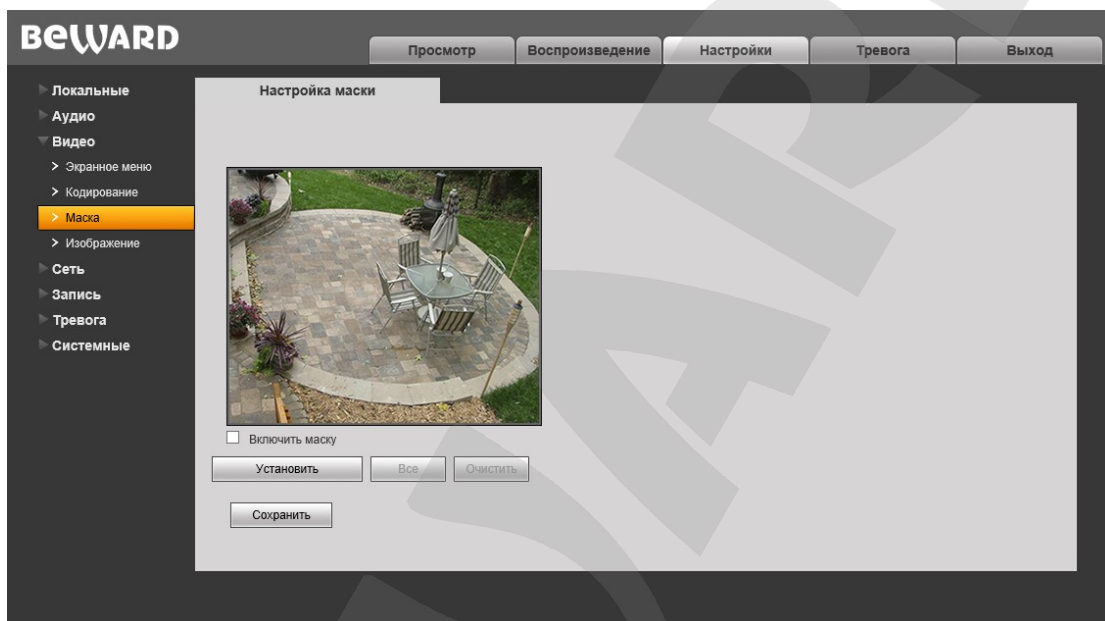 BEWARD
Просмотр Воспроизведение Настройки Тревога Выход
Локальные
Аудио
Видео
Экранное меню
Кодирование
Маска
Изображение
Сеть
Запись
Тревога
Системные
Настройка маски
Включить маску
Установить Все Очистить
Сохранить